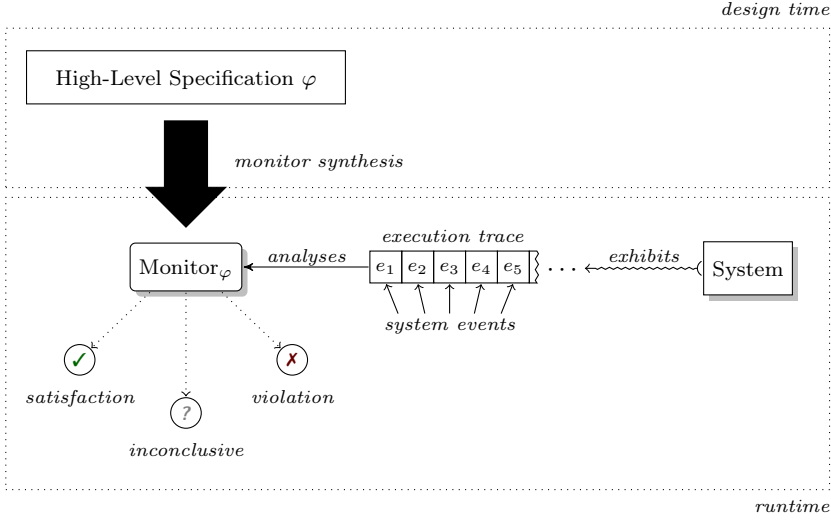 design time
High-Level Specification φ
monitor synthesis
execution trace
Monitorφ
analyses
e1 e2 e3 e4 e5 ...
exhibits
System
system events
✓
✗
satisfaction
violation
?
inconclusive
runtime